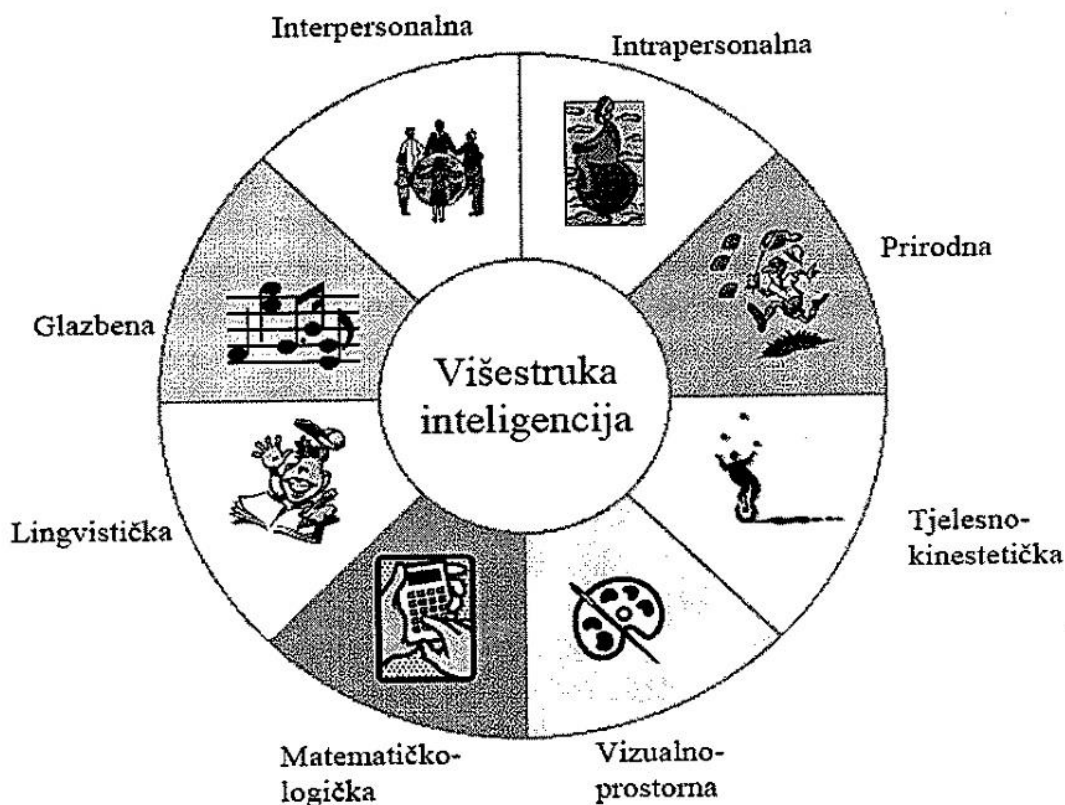 Interpersonalna
Intrapersonalna
Prirodna
Glazbena
Višestruka
inteligencija
Lingvistička
Tjelesno-
kinestetička
Matematičko-
logička
Vizualno-
prostorna